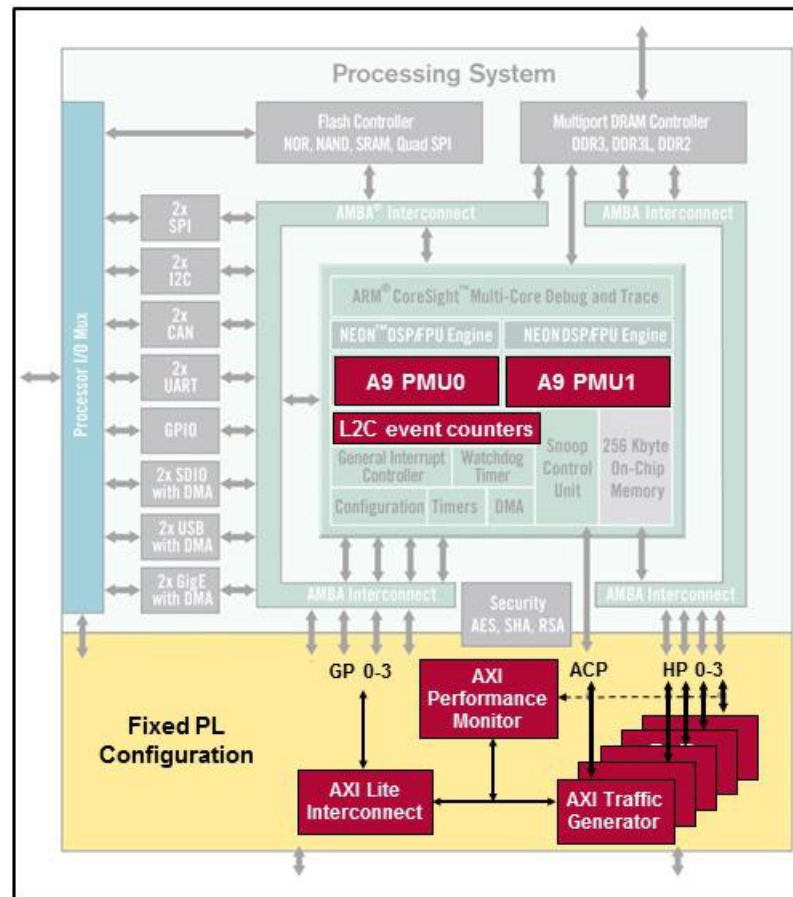 Processing System
Flash Controller
NOR, NAND, SRAM, Quad SPI
Multiport DRAM Controller
DDR3, DDR3L, DDR2
Processor I/O Mux
2x
SPI
2x
I2C
2x
CAN
2x
UART
GPIO
2x SDIO
with DMA
2x USB
with DMA
2x GigE
with DMA
AMBA® Interconnect
AMBA Interconnect
ARM® CoreSight™ Multi-Core Debug and Trace
NEON™ DSP/FPU Engine
NEON DSP/FPU Engine
A9 PMU0
A9 PMU1
L2C event counters
General Interrupt
Controller
Watchdog
Timer
Configuration
Timers
DMA
Snoop
Control
Unit
256 Kbyte
On-Chip
Memory
AMBA Interconnect
Security
AES, SHA, RSA
AMBA Interconnect
GP 0-3
ACP
HP 0-3
Fixed PL
Configuration
AXI
Performance
Monitor
AXI Lite
Interconnect
AXI Traffic
Generator